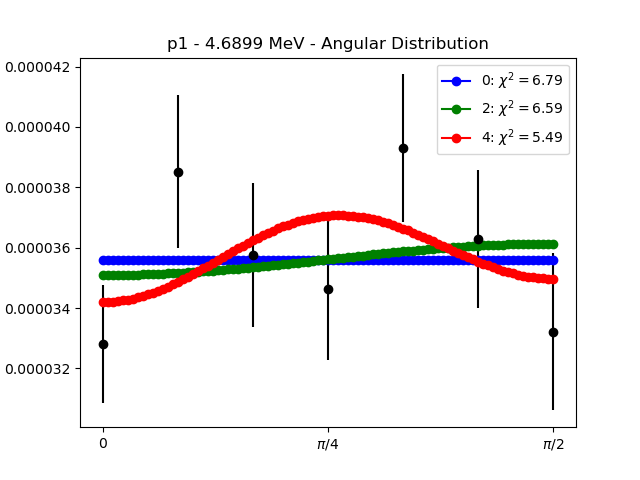 p1 - 4.6899 MeV - Angular Distribution
0.000042
0.000040
0.000038
0.000036
0.000034
0.000032
0: χ² = 6.79
2: χ² = 6.59
4: χ² = 5.49
0
π/4
π/2